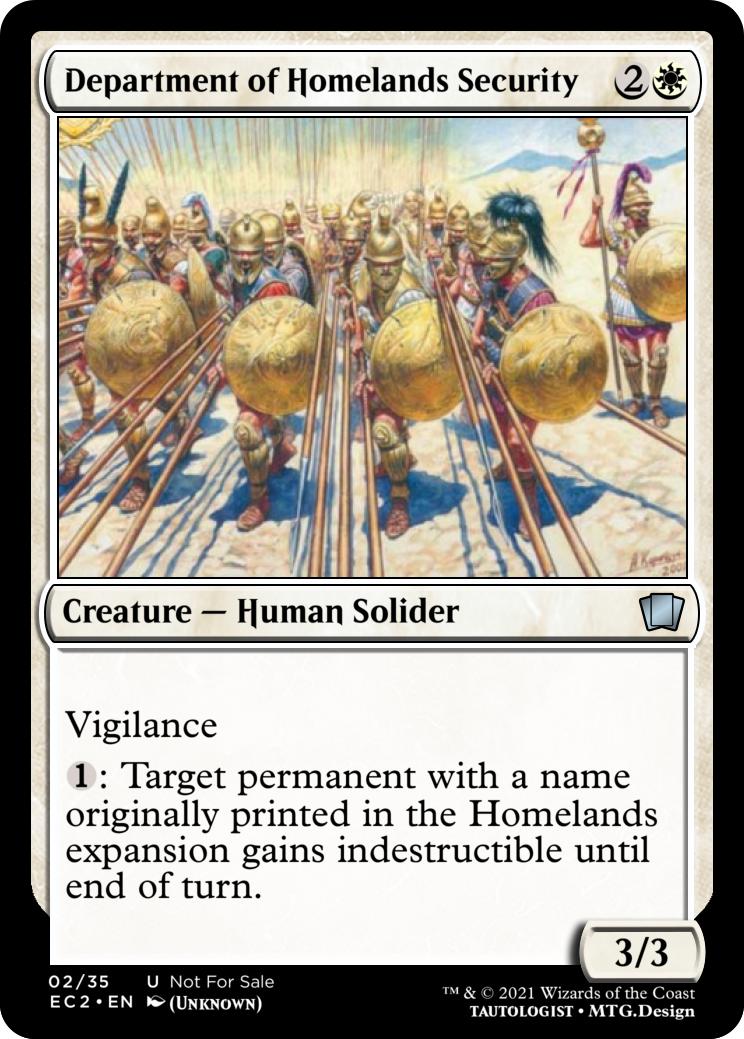 Department of Homelands Security 2
Creature — Human Solider
Vigilance
1: Target permanent with a name
originally printed in the Homelands
expansion gains indestructible until
end of turn.
3/3
02/35 U Not For Sale
EC2 • EN (Unknown)
™ & © 2021 Wizards of the Coast
TAUTOLOGIST • MTG.Design